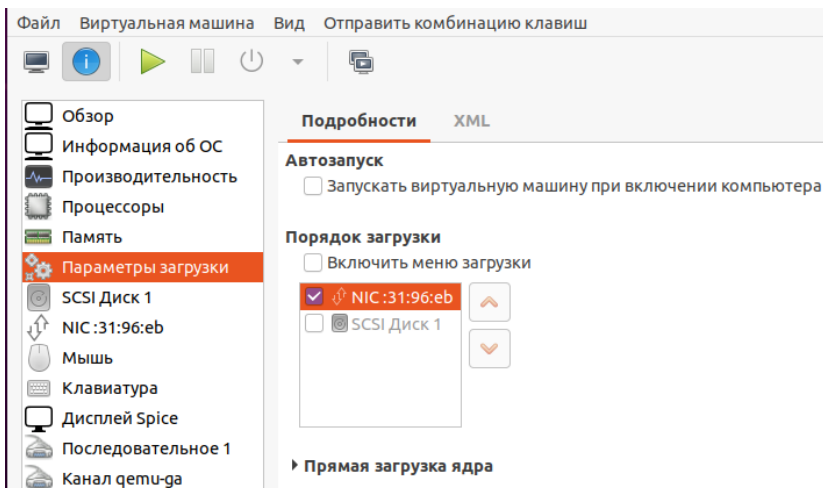 Файл Виртуальная машина Вид Отправить комбинацию клавиш
Обзор
Информация об ОС
Производительность
Процессоры
Память
Параметры загрузки
SCSI Диск 1
NIC :31:96:eb
Мышь
Клавиатура
Дисплей Spice
Последовательное 1
Канал qemu-ga
Подробности XML
Автозапуск
Запускать виртуальную машину при включении компьютера
Порядок загрузки
Включить меню загрузки
NIC :31:96:eb
SCSI Диск 1
Прямая загрузка ядра